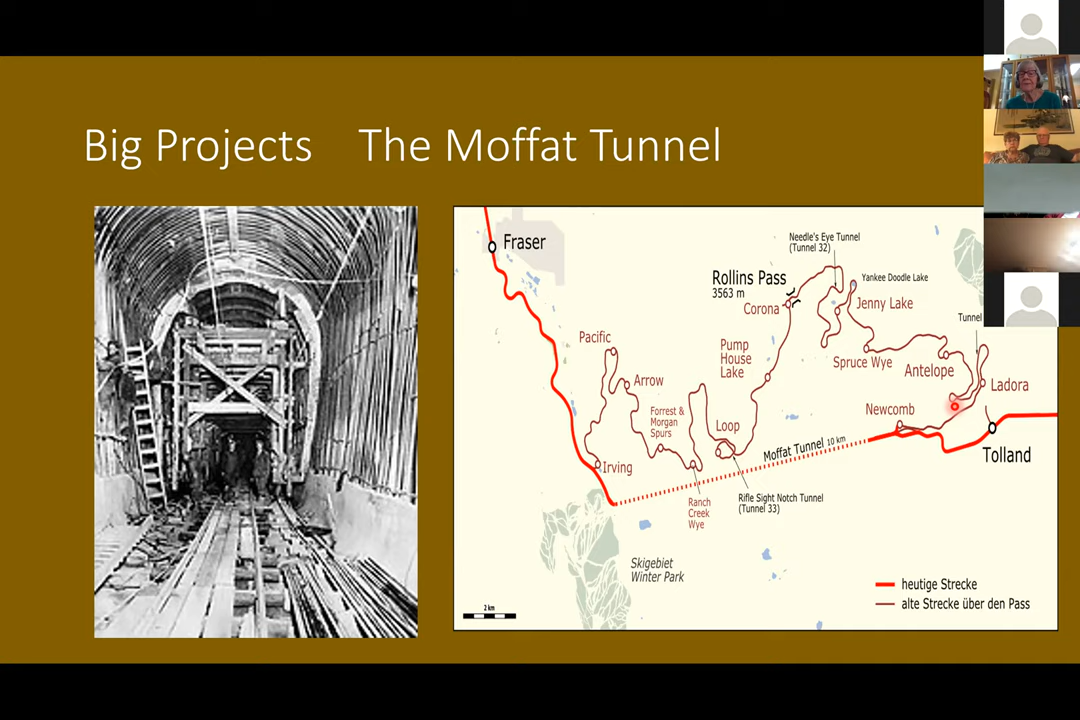 Big Projects The Moffat Tunnel
Fraser
Needle's Eye Tunnel
(Tunnel 32)
Rollins Pass
3563 m
Yankee Doodle Lake
Corona
Jenny Lake
Tunnel
Pacific
Pump
House
Lake
Spruce Wye
Antelope
Arrow
Ladora
Forrest &
Morgan
Spurs
Newcomb
Loop
Moffat Tunnel 10 km
Tolland
Irving
Ranch
Creek
Wye
Rifle Sight Notch Tunnel
(Tunnel 33)
Skigebiet
Winter Park
heutige Strecke
alte Strecke über den Pass
2 km